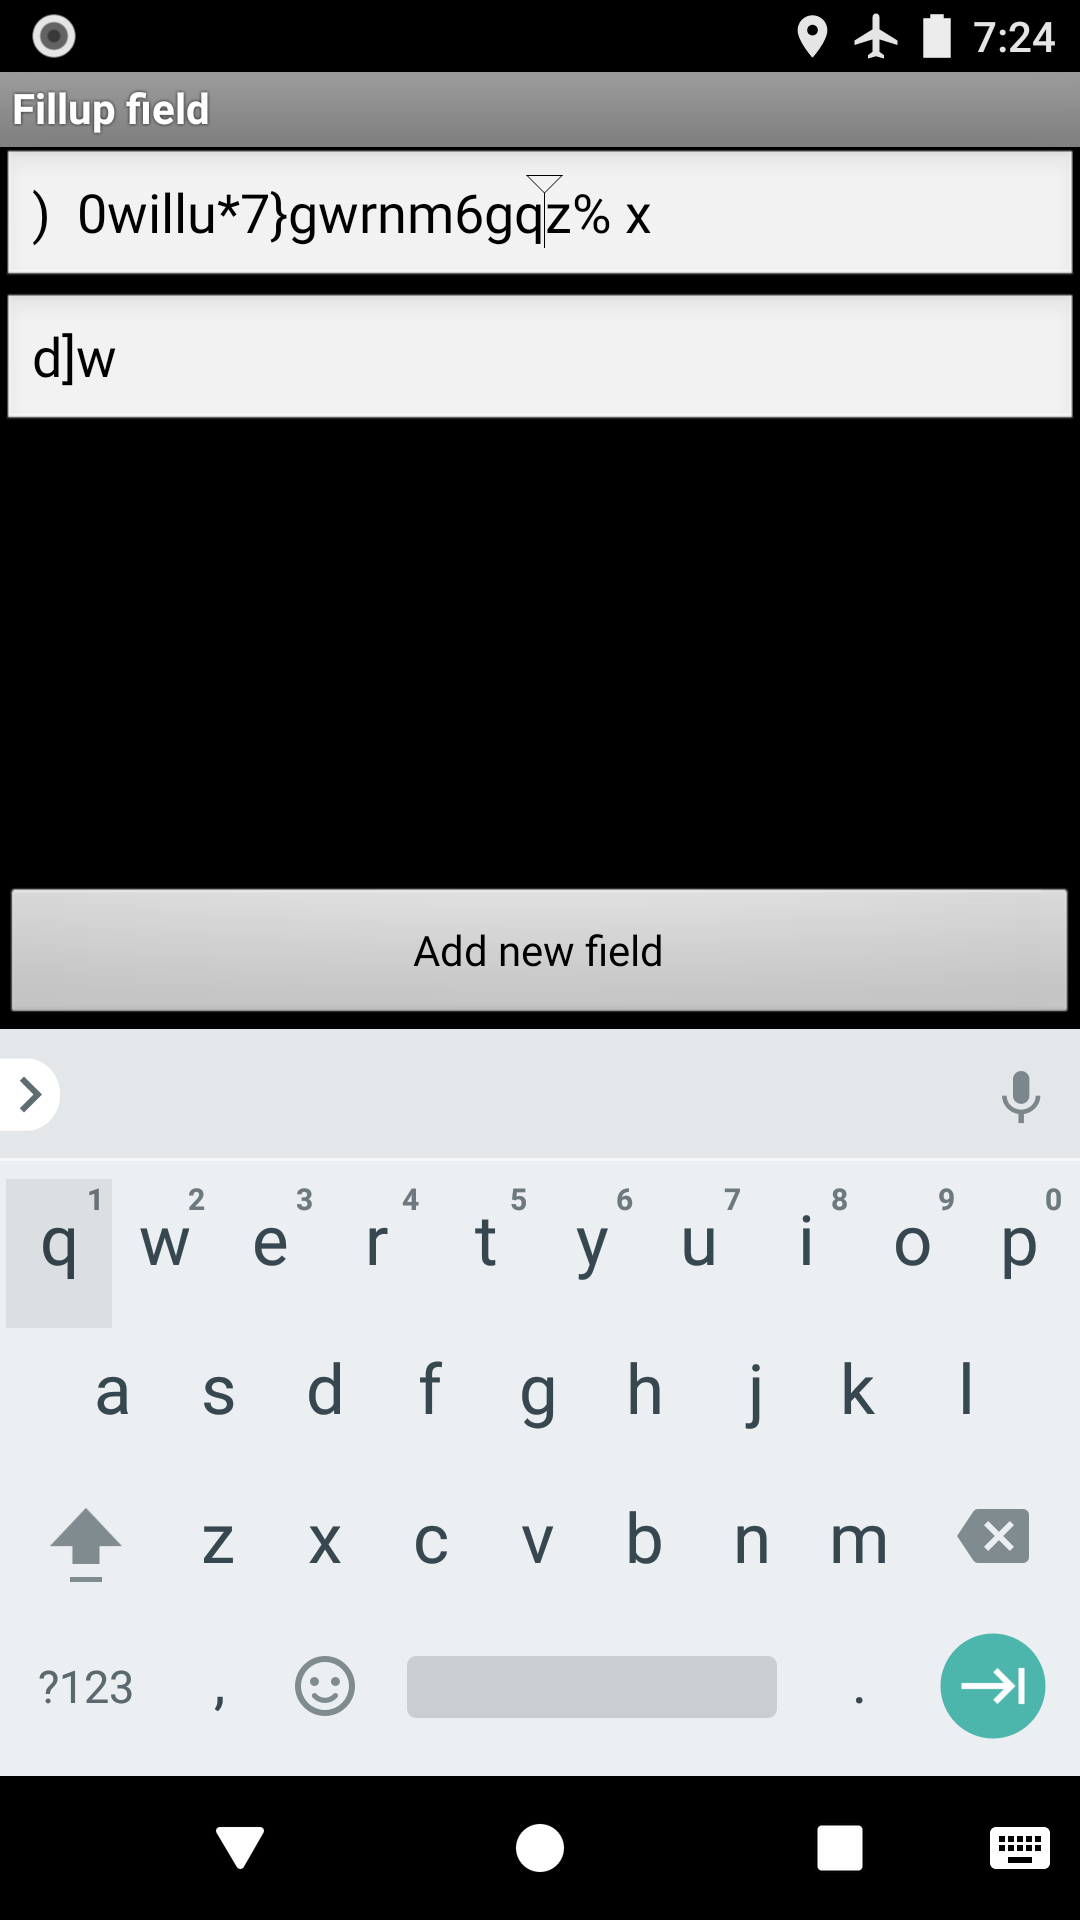 7:24
Fillup field
)  0willu*7}gwrnm6gqz% x
d]w
Add new field
q 1 w 2 e 3 r 4 t 5 y 6 u 7 i 8 o 9 p 0
a s d f g h j k l
z x c v b n m
?123 , .